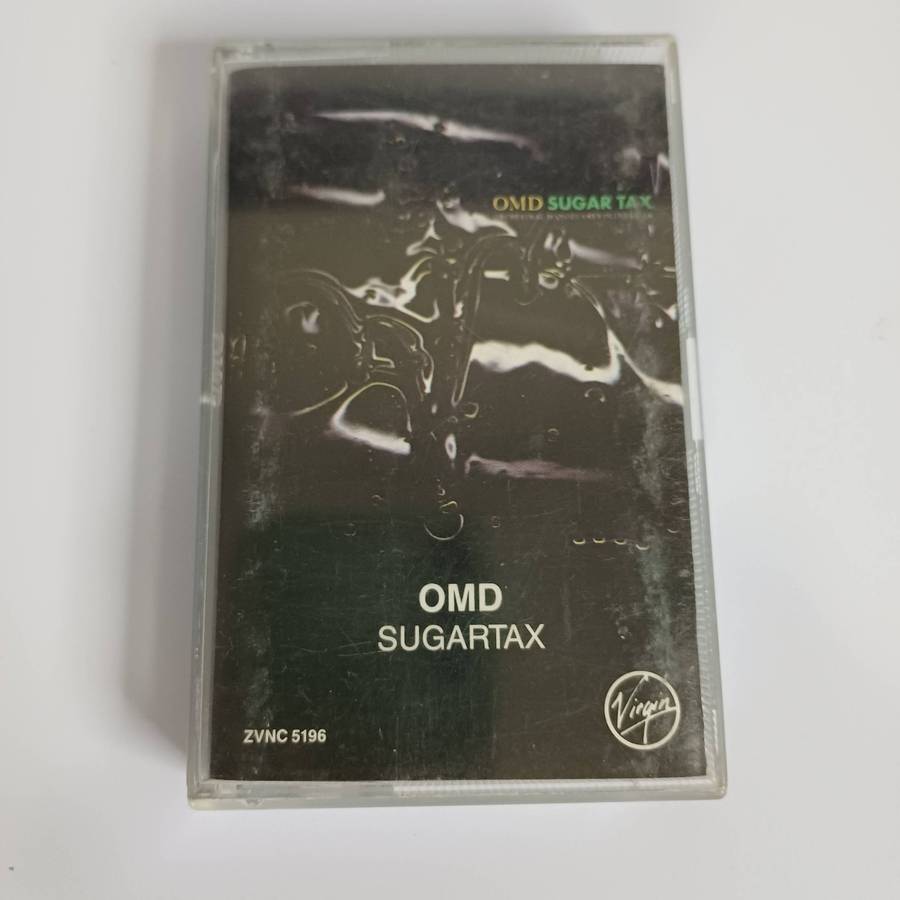 OMD SUGAR TAX
OMD
SUGARTAX
Virgin
ZVNC 5196